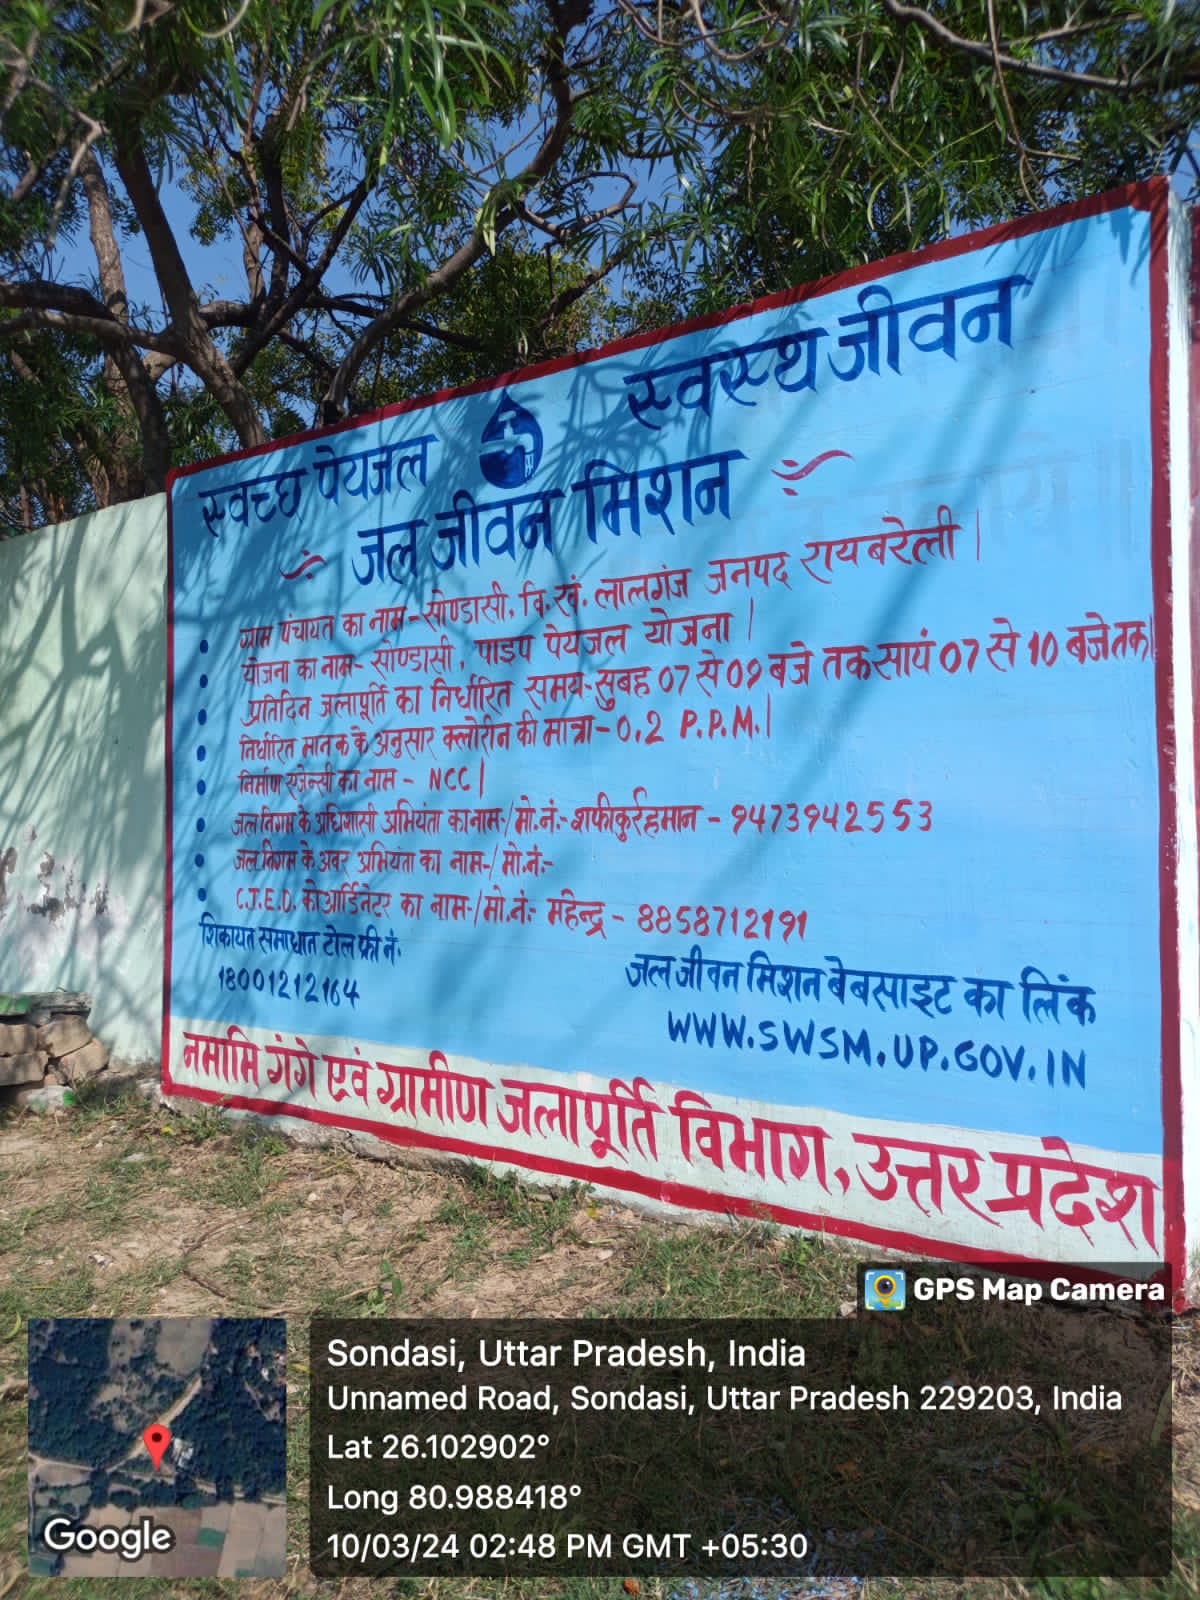 स्वच्छ पेयजल स्वस्थ जीवन
जल जीवन मिशन
ग्राम पंचायत का नाम-सोण्डासी, वि.खं. लालगंज जनपद रायबरेली।
योजना का नाम- सोण्डासी, पाइप पेयजल योजना।
प्रतिदिन जलापूर्ति का निर्धारित समय-सुबह 07 से 09 बजे तक सायं 07 से 10 बजे तक।
निर्धारित मानक के अनुसार क्लोरीन की मात्रा-0.2 P.P.M.।
निर्माण एजेन्सी का नाम - NCC।
जल निगम के अधिशासी अभियंता का नाम-/मो.नं:- शफीकुर्रहमान - 9473942553
जल निगम के अवर अभियंता का नाम-/मो.नं:-
C.T.E.D. कोआर्डिनेटर का नाम-/मो.नं:- महेन्द्र - 8858712191
शिकायत समाधान टोल फ्री नं.
18001212164
जल जीवन मिशन बेबसाइट का लिंक
WWW.SWSM.UP.GOV.IN
नमामि गंगे एवं ग्रामीण जलापूर्ति विभाग, उत्तर प्रदेश
GPS Map Camera
Sondasi, Uttar Pradesh, India
Unnamed Road, Sondasi, Uttar Pradesh 229203, India
Lat 26.102902°
Long 80.988418°
10/03/24 02:48 PM GMT +05:30
Google